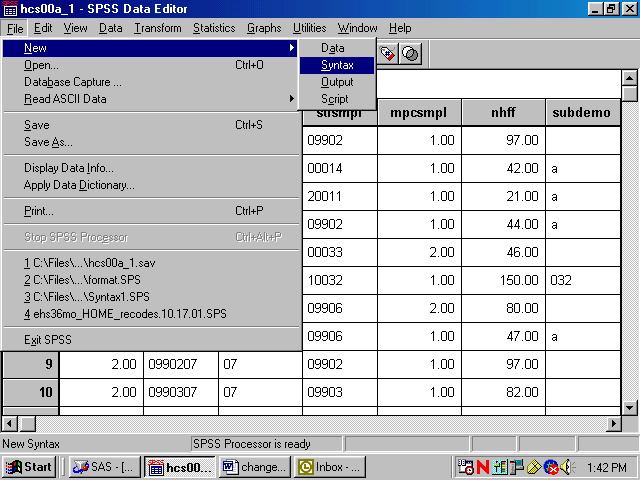 hcs00a_1 - SPSS Data Editor
File Edit View Data Transform Statistics Graphs Utilities Window Help
New
Open... Ctrl+O
Database Capture ...
Read ASCII Data
Save Ctrl+S
Save As...
Display Data Info...
Apply Data Dictionary...
Print... Ctrl+P
Stop SPSS Processor Ctrl+Alt+P
1 C:\Files\...\hcs00a_1.sav
2 C:\Files\...\format.SPS
3 C:\Files\...\Syntax1.SPS
4 ehs36mo_HOME_recodes.10.17.01.SPS
Exit SPSS
Data
Syntax
Output
Script
mpcsmpl nhff subdemo
09902 1.00 97.00
00014 1.00 42.00 a
20011 1.00 21.00 a
09902 1.00 44.00 a
00033 2.00 46.00
10032 1.00 150.00 032
09906 2.00 80.00
09906 1.00 47.00 a
9 2.00 0990207 07 09902 1.00 97.00
10 2.00 0990307 07 09903 1.00 82.00
New Syntax SPSS Processor is ready
Start SAS - [... hcs00... change... Inbox - ... 1:42 PM